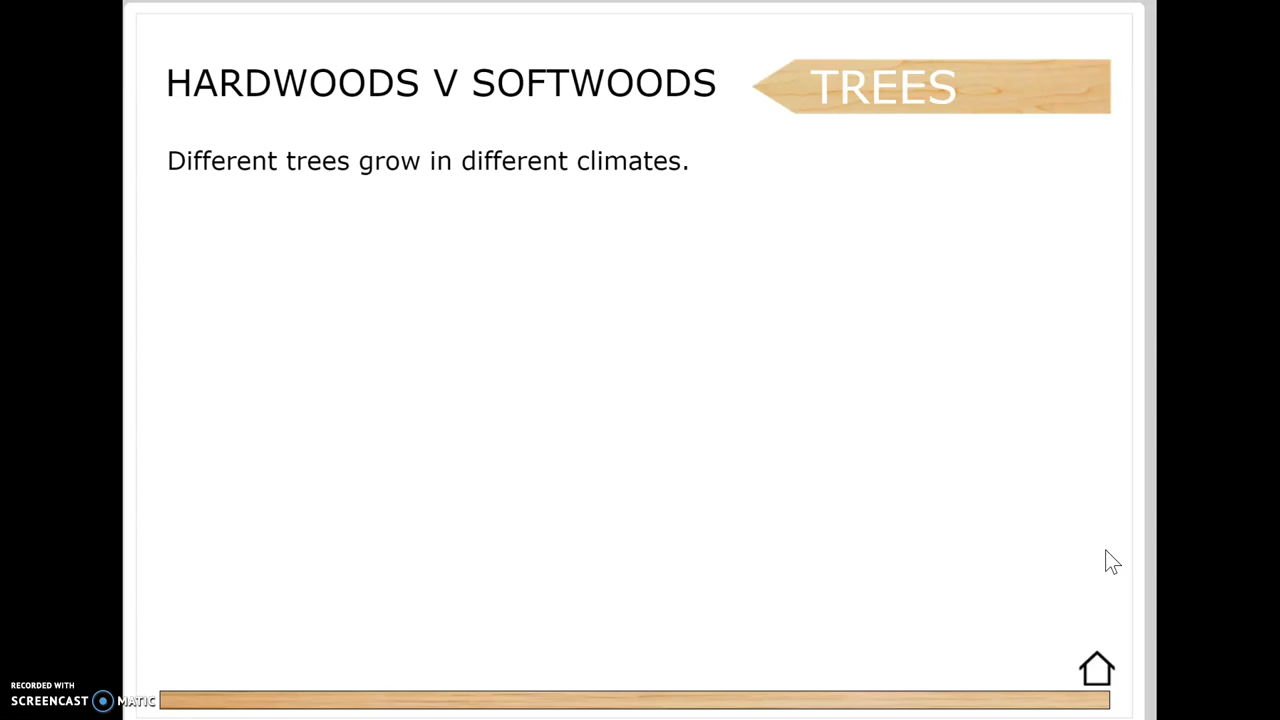 HARDWOODS V SOFTWOODS
TREES
Different trees grow in different climates.
RECORDED WITH
SCREENCAST MATIC